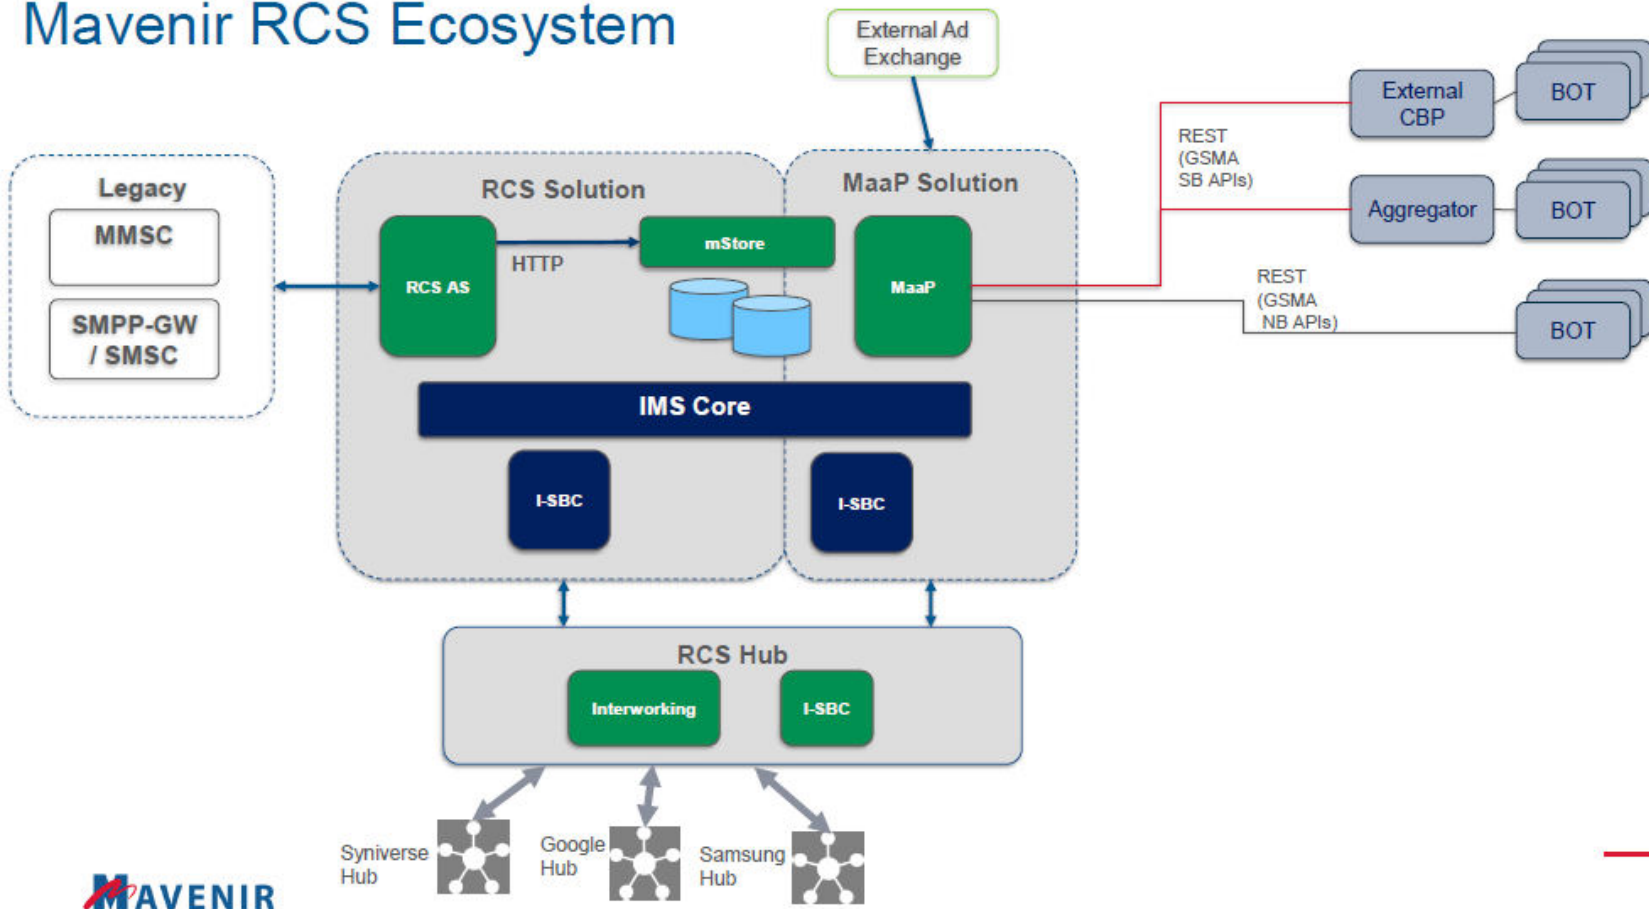 Mavenir RCS Ecosystem
External Ad
Exchange
External
CBP
BOT
REST
(GSMA
SB APIs)
Aggregator
BOT
REST
(GSMA
NB APIs)
BOT
Legacy
MMSC
SMPP-GW
/ SMSC
RCS Solution
MaaP Solution
RCS AS
HTTP
mStore
MaaP
IMS Core
I-SBC
I-SBC
RCS Hub
Interworking
I-SBC
Syniverse
Hub
Google
Hub
Samsung
Hub
MAVENIR